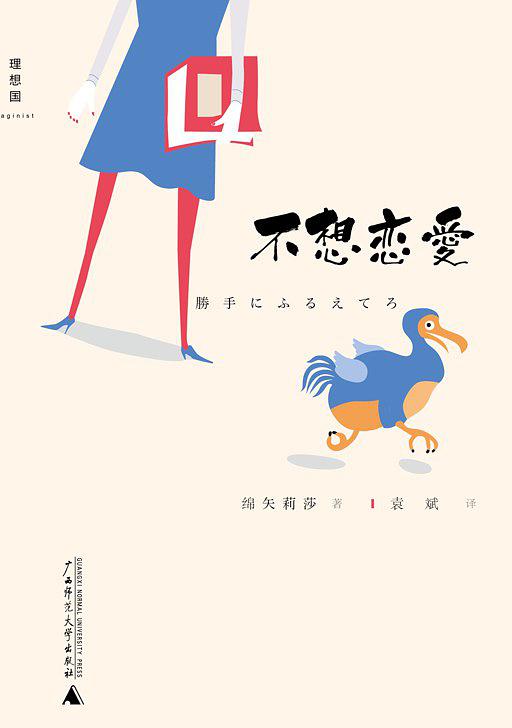 理想国
aginist
不想恋愛
勝手にふるえてろ
绵矢莉莎 著 袁斌 译
广西师范大学出版社
GUANGXI NORMAL UNIVERSITY PRESS